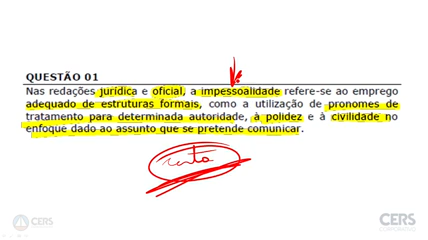 QUESTÃO 01
Nas redações jurídica e oficial, a impessoalidade refere-se ao emprego
adequado de estruturas formais, como a utilização de pronomes de
tratamento para determinada autoridade, à polidez e à civilidade no
enfoque dado ao assunto que se pretende comunicar.
CERS
CERS
CORPORATIVO